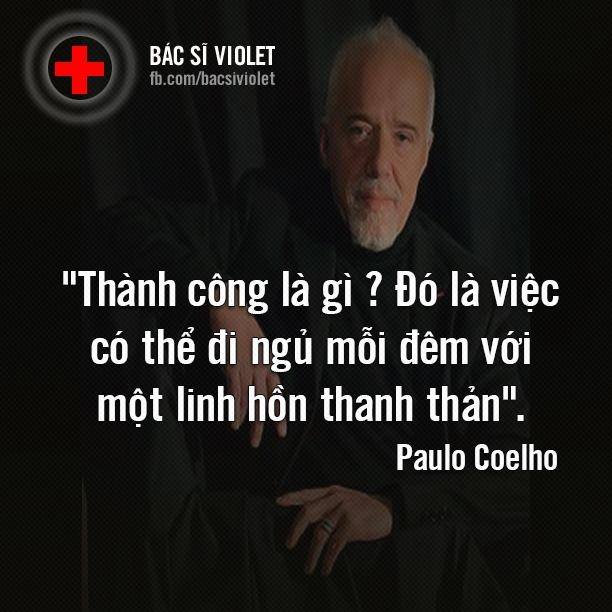 BÁC SĨ VIOLET
fb.com/bacsiviolet
"Thành công là gì ? Đó là việc
có thể đi ngủ mỗi đêm với
một linh hồn thanh thản".
Paulo Coelho